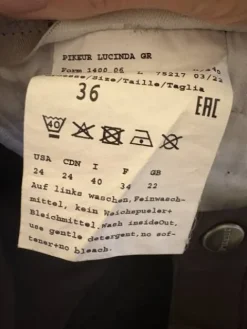 PIKEUR LUCINDA GR
Form 1400 06 75217 03/22
Größe/Size/Taille/Taglia
36
EAC
40
USA CDN I F GB
24 24 40 34 22
Auf links waschen,Feinwasch-
mittel, kein Weichspueler+
Bleichmittel.Wash insideOut,
use gentle detergent,no sof-
tener+no bleach.